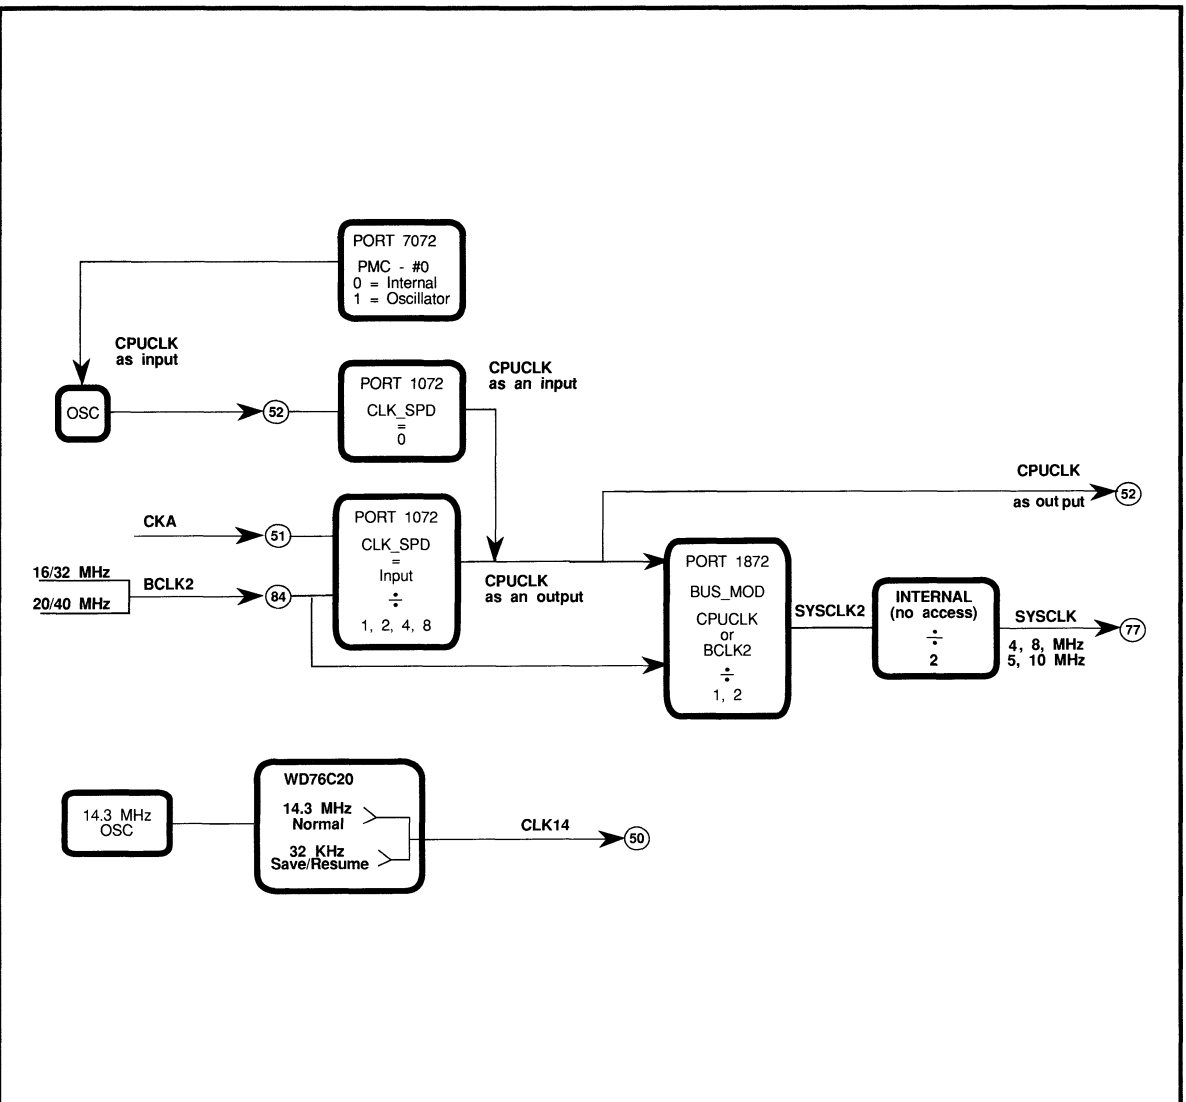 PORT 7072
PMC - #0
0 = Internal
1 = Oscillator
CPUCLK
as input
OSC
52
PORT 1072
CLK_SPD
=
0
CPUCLK
as an input
CPUCLK
as output
52
CKA
51
16/32 MHz
20/40 MHz
BCLK2
84
PORT 1072
CLK_SPD
=
Input
÷
1, 2, 4, 8
CPUCLK
as an output
PORT 1872
BUS_MOD
CPUCLK
or
BCLK2
÷
1, 2
SYSCLK2
INTERNAL
(no access)
÷
2
SYSCLK
4, 8, MHz
5, 10 MHz
77
14.3 MHz
OSC
WD76C20
14.3 MHz
Normal
32 KHz
Save/Resume
CLK14
50